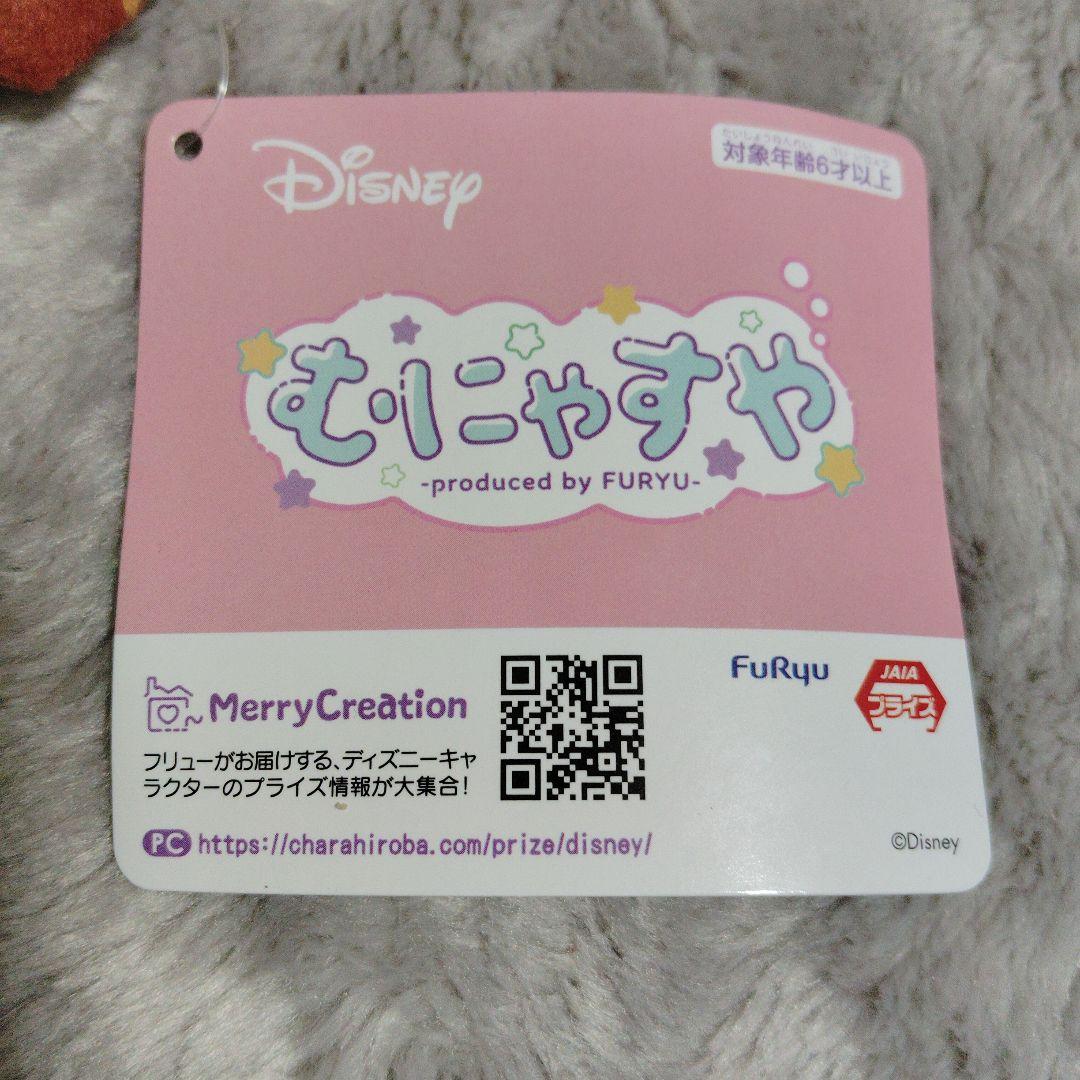 Disney
たいしょうねんれい さい いじょう
対象年齢6才以上
むにゃすや
-produced by FURYU-
MerryCreation
フリューがお届けする、ディズニーキャ
ラクターのプライズ情報が大集合!
PC https://charahiroba.com/prize/disney/
FuRyu
JAIA
プライズ
©Disney